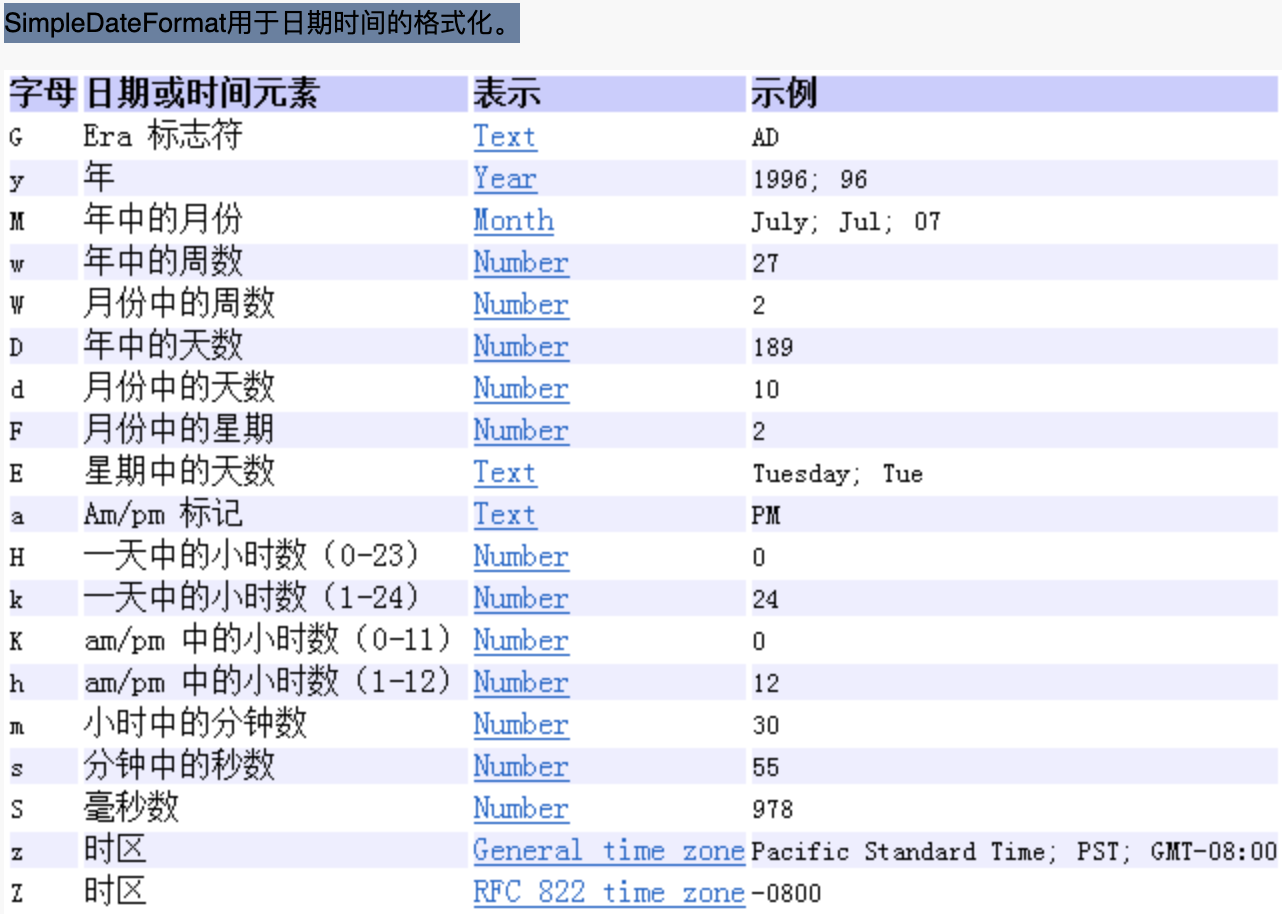 SimpleDateFormat用于日期时间的格式化。
字母 日期或时间元素 表示 示例
G Era 标志符 Text AD
y 年 Year 1996; 96
M 年中的月份 Month July; Jul; 07
w 年中的周数 Number 27
W 月份中的周数 Number 2
D 年中的天数 Number 189
d 月份中的天数 Number 10
F 月份中的星期 Number 2
E 星期中的天数 Text Tuesday; Tue
a Am/pm 标记 Text PM
H 一天中的小时数（0-23） Number 0
k 一天中的小时数（1-24） Number 24
K am/pm 中的小时数（0-11） Number 0
h am/pm 中的小时数（1-12） Number 12
m 小时中的分钟数 Number 30
s 分钟中的秒数 Number 55
S 毫秒数 Number 978
z 时区 General time zone Pacific Standard Time; PST; GMT-08:00
Z 时区 RFC 822 time zone -0800